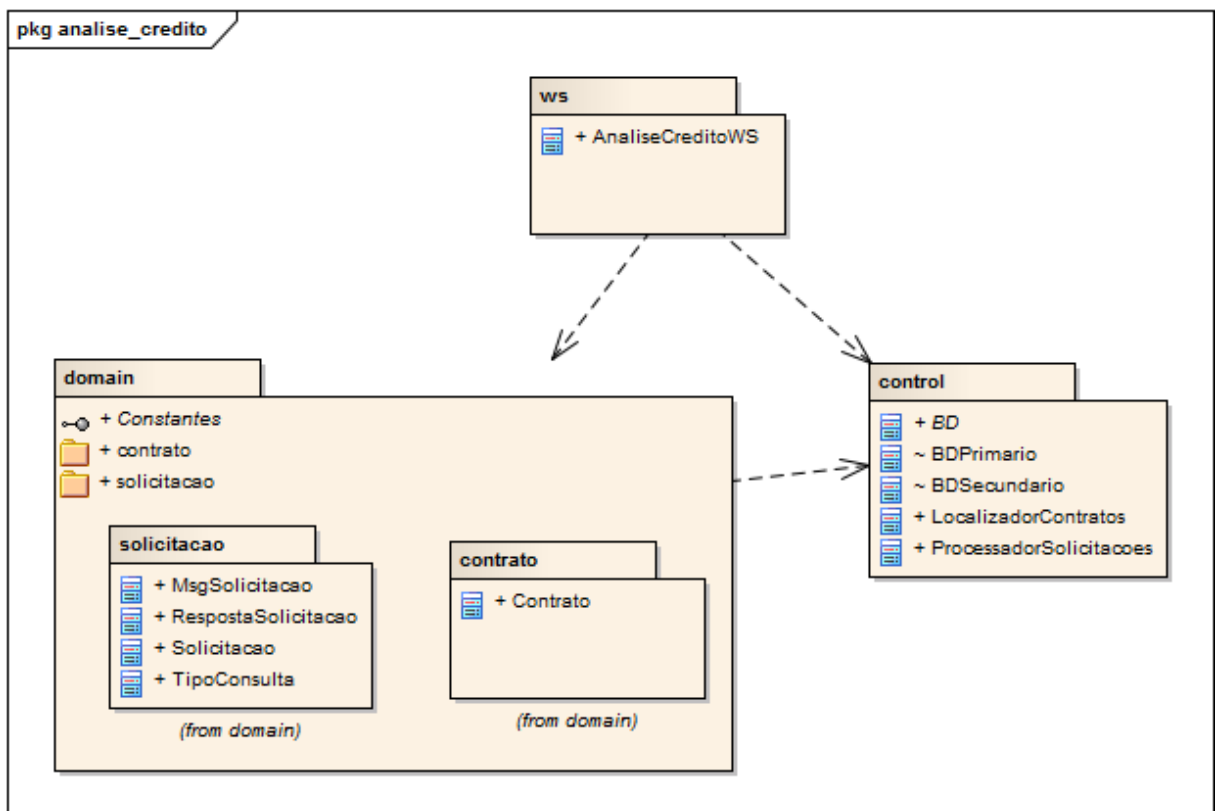 pkg analise_credito
ws
+ AnaliseCreditoWS
domain
+ Constantes
+ contrato
+ solicitacao
solicitacao
+ MsgSolicitacao
+ RespostaSolicitacao
+ Solicitacao
+ TipoConsulta
(from domain)
contrato
+ Contrato
(from domain)
control
+ BD
~ BDPrimario
~ BDSecundario
+ LocalizadorContratos
+ ProcessadorSolicitacoes